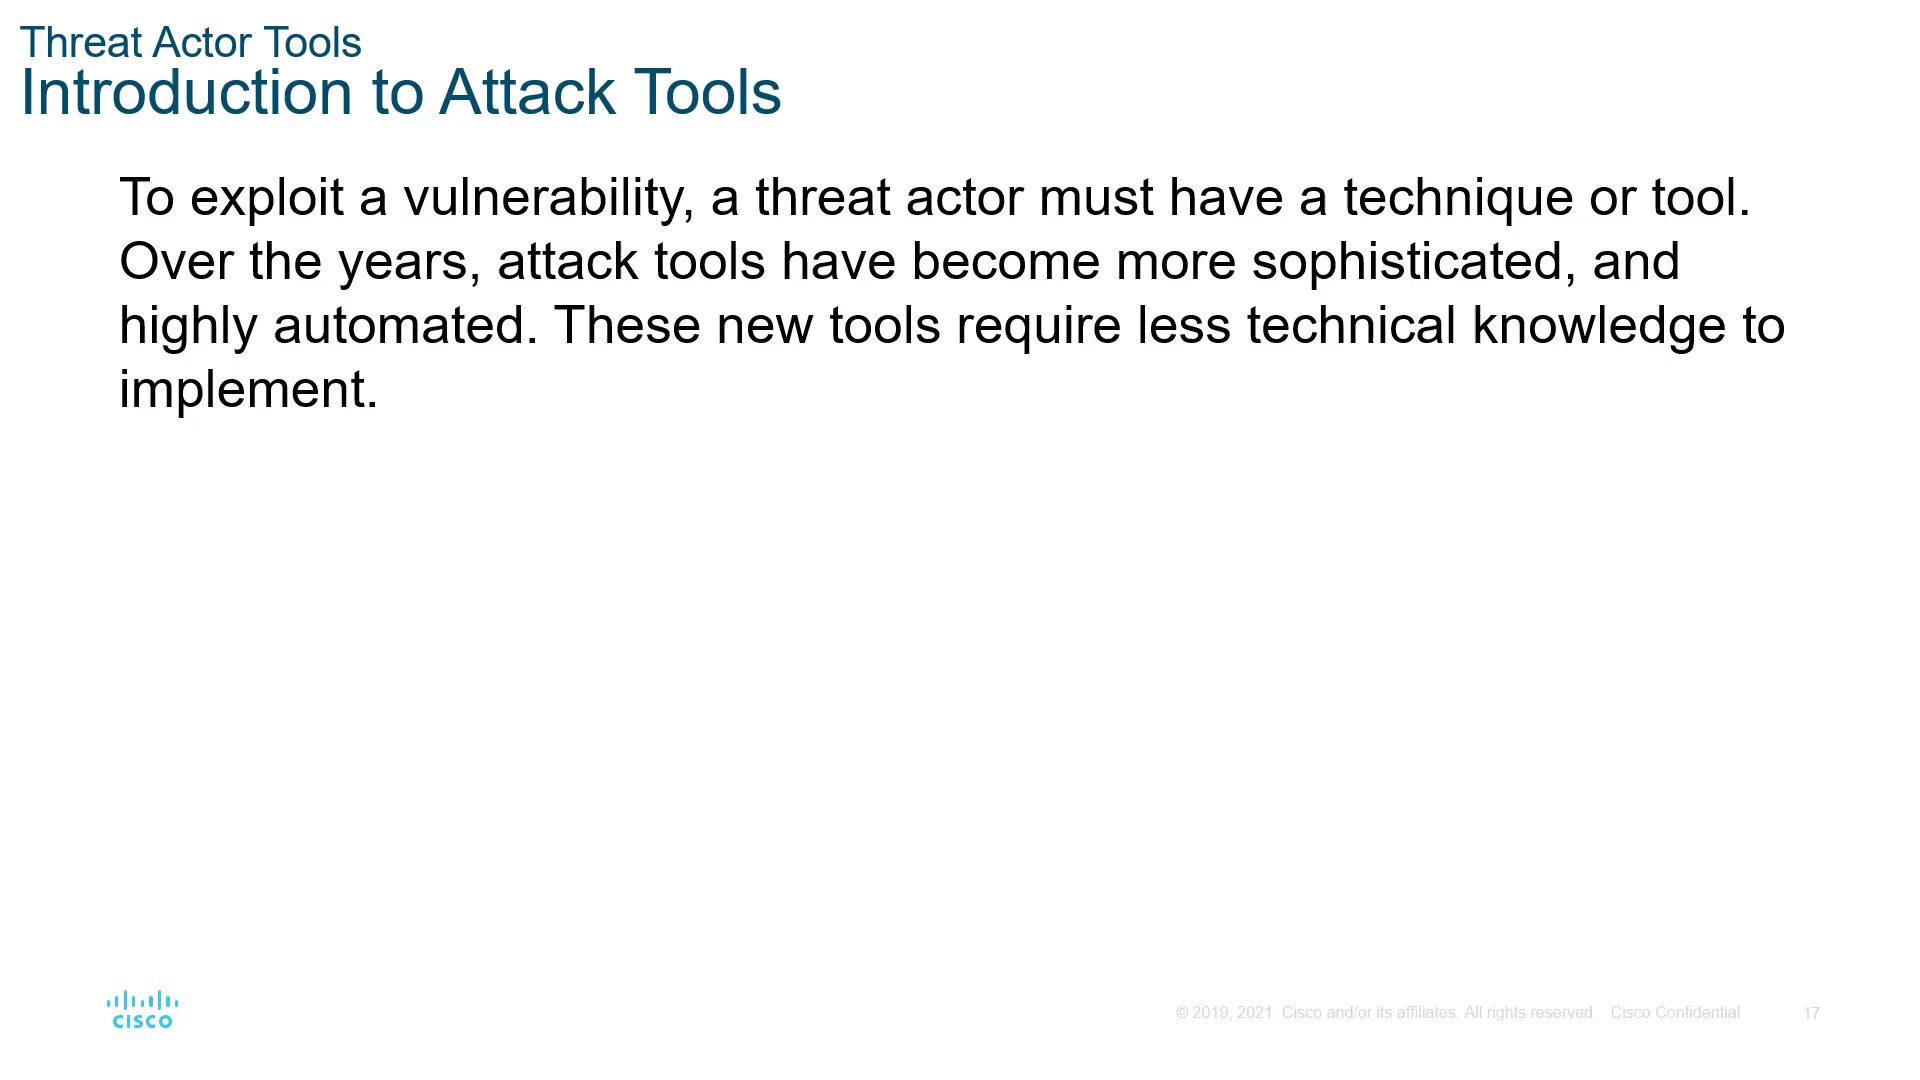 Threat Actor Tools
Introduction to Attack Tools
To exploit a vulnerability, a threat actor must have a technique or tool.
Over the years, attack tools have become more sophisticated, and
highly automated. These new tools require less technical knowledge to
implement.
CISCO
© 2019, 2021 Cisco and/or its affiliates. All rights reserved. Cisco Confidential
17